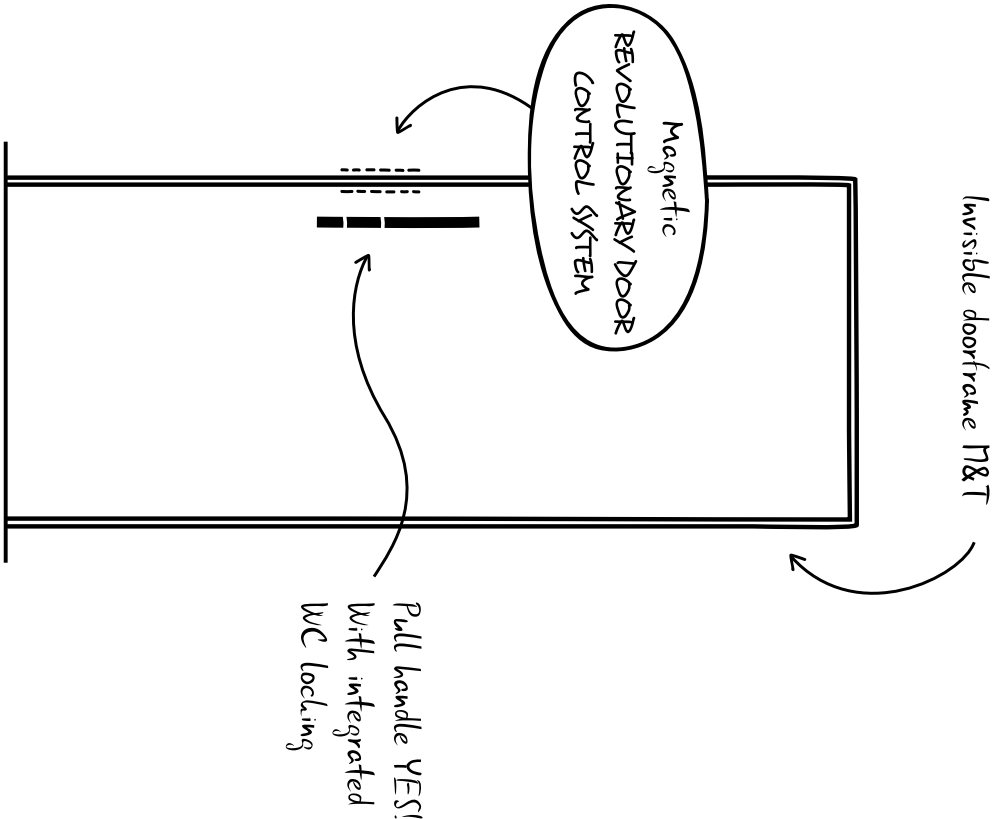 Invisible doorframe M&T
Magnetic
REVOLUTIONARY DOOR
CONTROL SYSTEM
Pull handle YES!
With integrated
WC locking